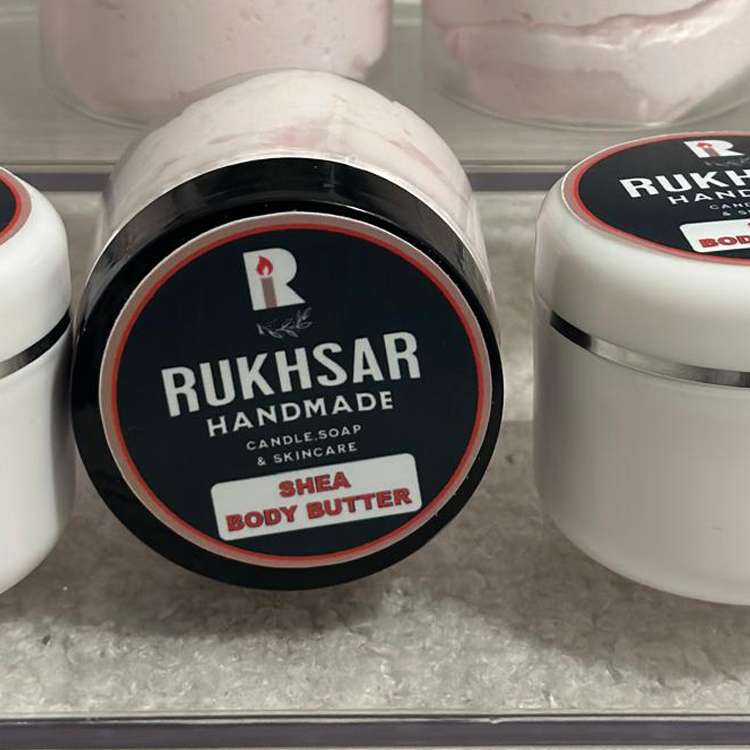 R
RUKHSAR
HANDMADE
CANDLE.SOAP
& SKINCARE
SHEA
BODY BUTTER
R